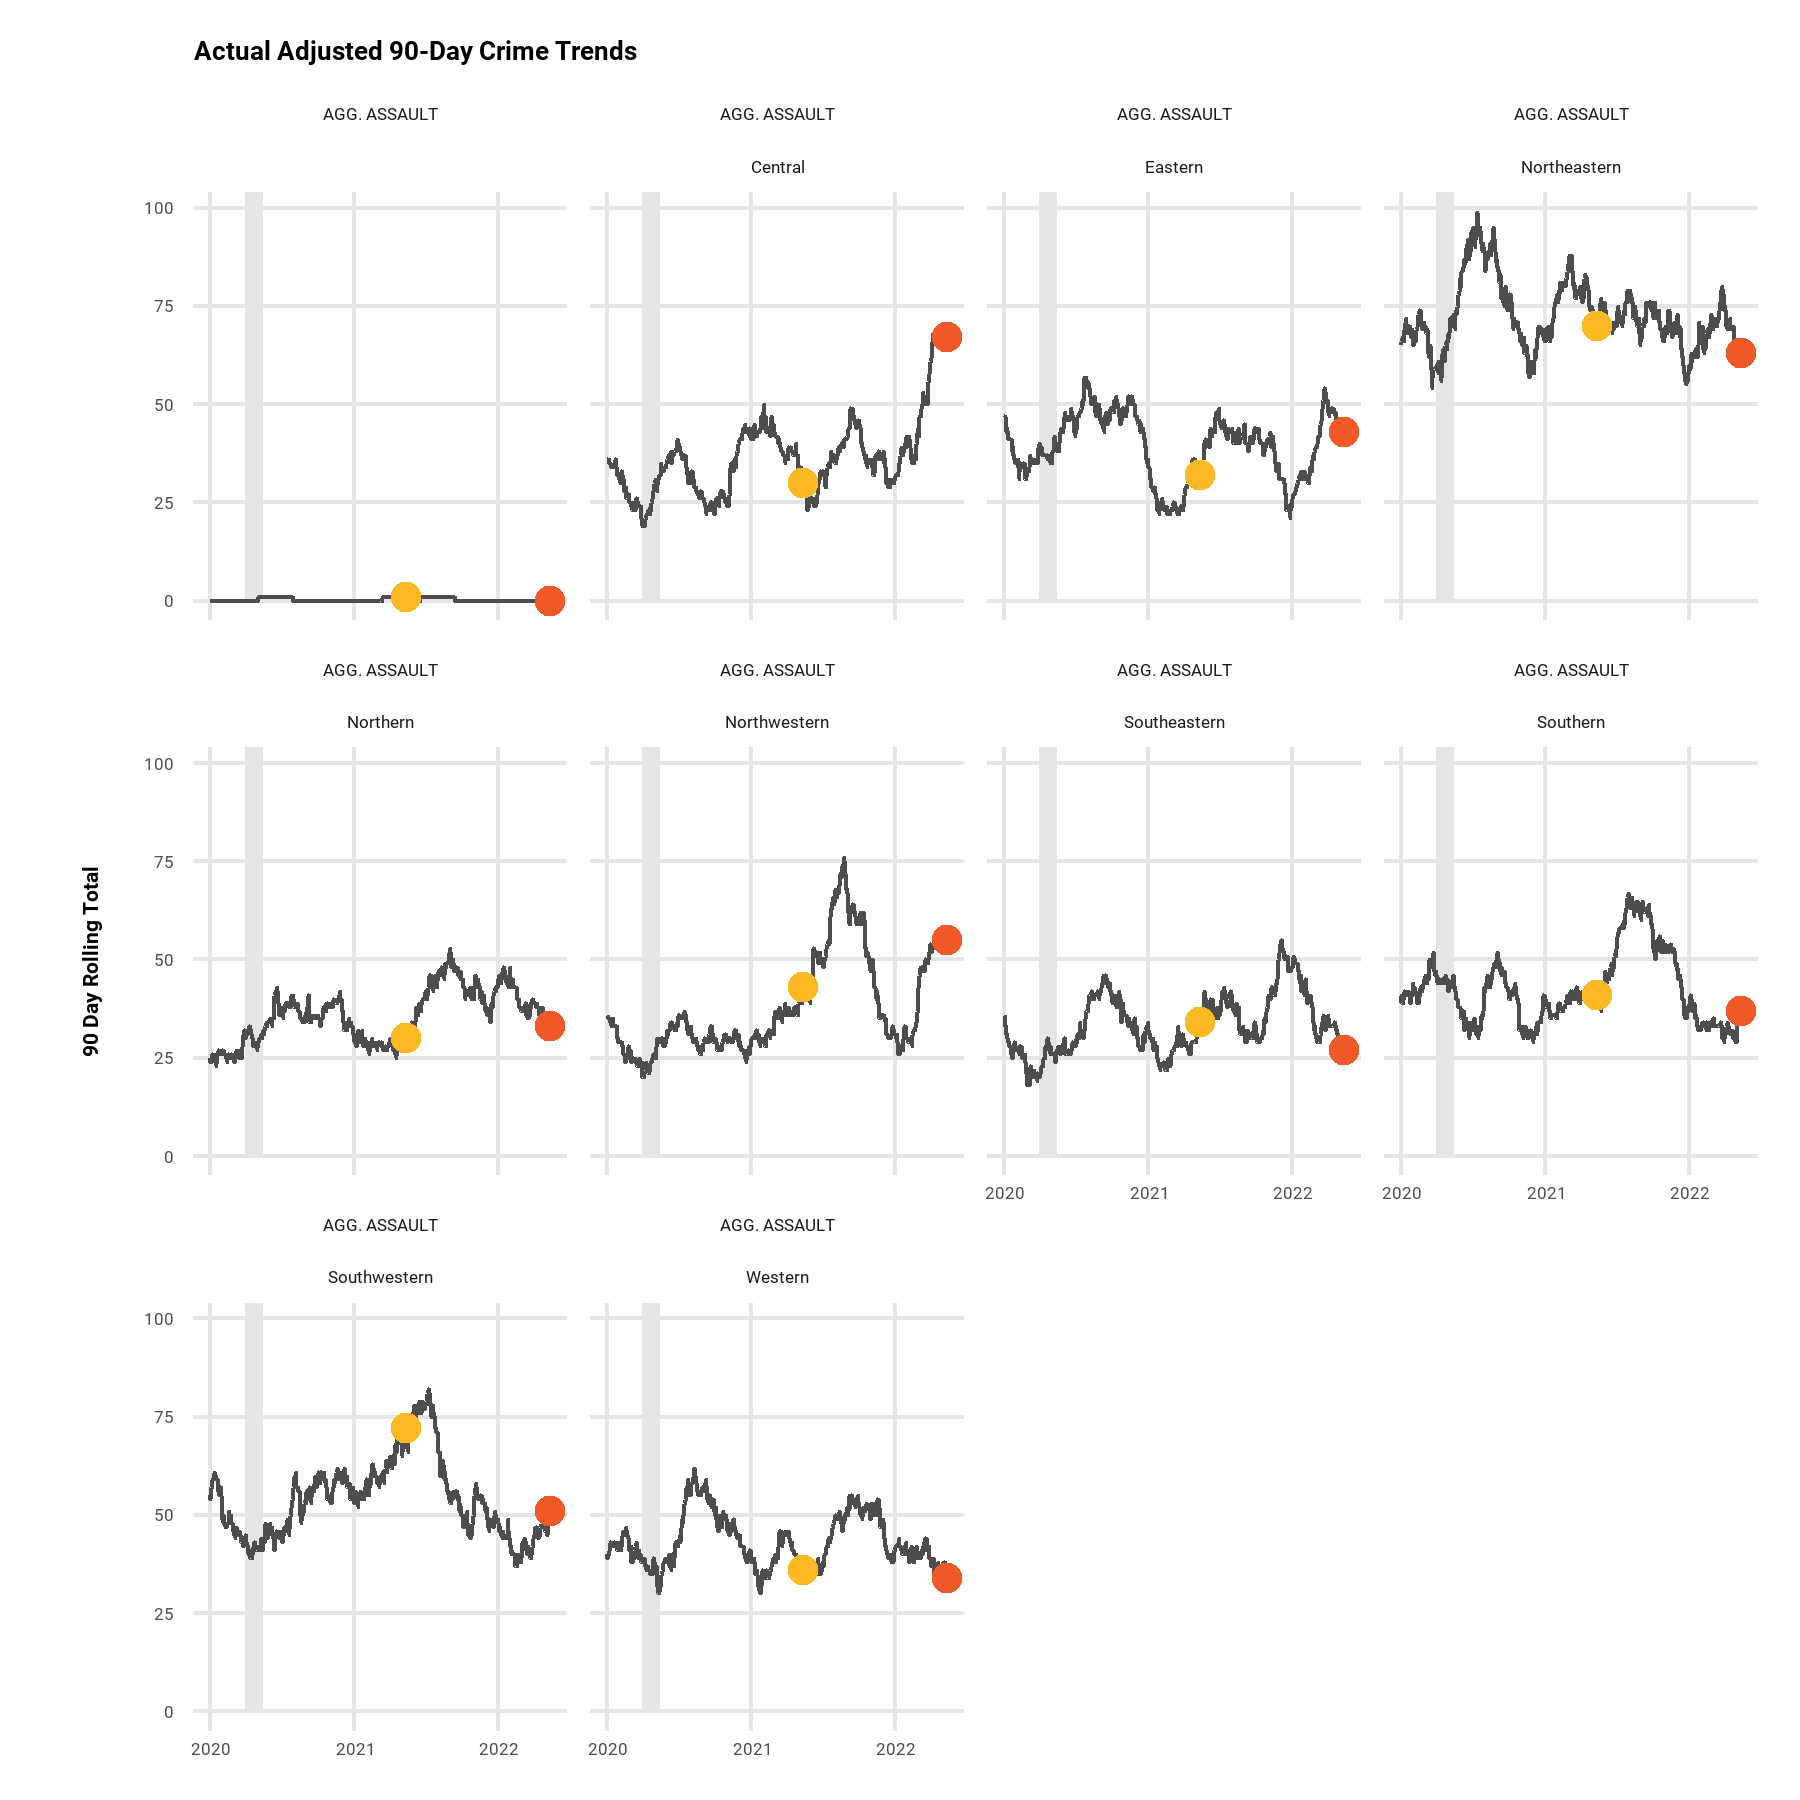 Actual Adjusted 90-Day Crime Trends
AGG. ASSAULT
AGG. ASSAULT
AGG. ASSAULT
AGG. ASSAULT
Central
Eastern
Northeastern
100
75
50
25
0
AGG. ASSAULT
AGG. ASSAULT
AGG. ASSAULT
AGG. ASSAULT
Northern
Northwestern
Southeastern
Southern
100
75
50
25
0
2020 2021 2022
2020 2021 2022
90 Day Rolling Total
AGG. ASSAULT
AGG. ASSAULT
Southwestern
Western
100
75
50
25
0
2020 2021 2022
2020 2021 2022